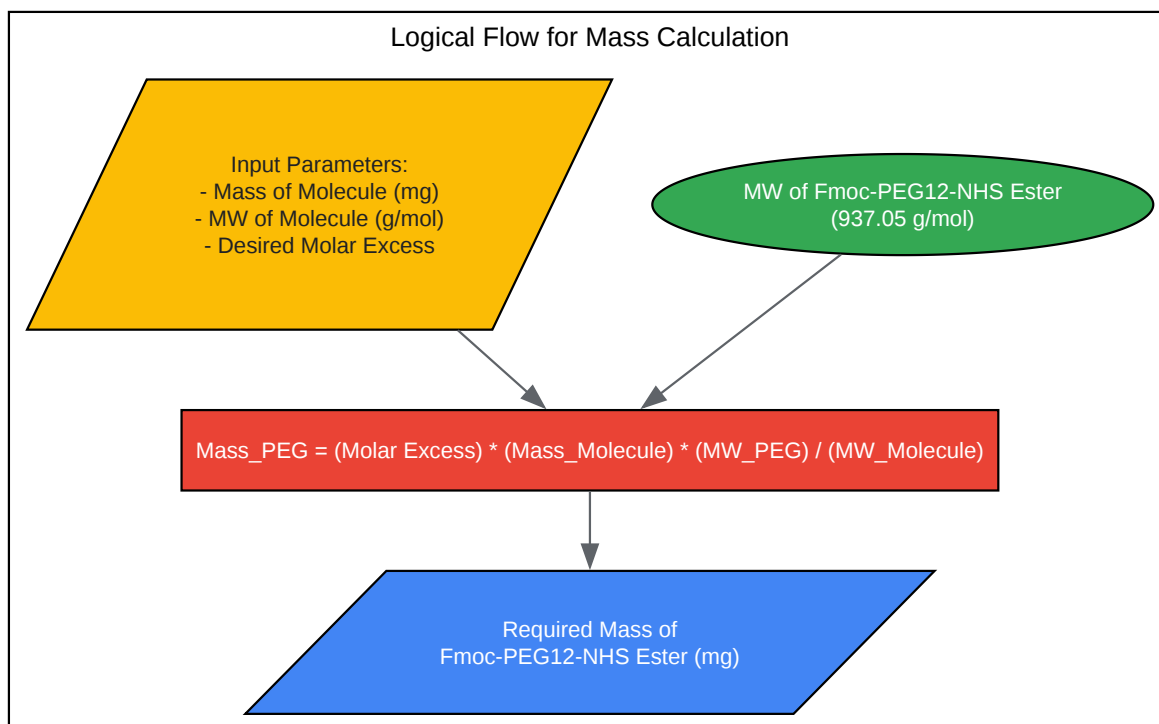 Logical Flow for Mass Calculation
Input Parameters:
- Mass of Molecule (mg)
- MW of Molecule (g/mol)
- Desired Molar Excess
MW of Fmoc-PEG12-NHS Ester
(937.05 g/mol)
Mass_PEG = (Molar Excess) * (Mass_Molecule) * (MW_PEG) / (MW_Molecule)
Required Mass of
Fmoc-PEG12-NHS Ester (mg)